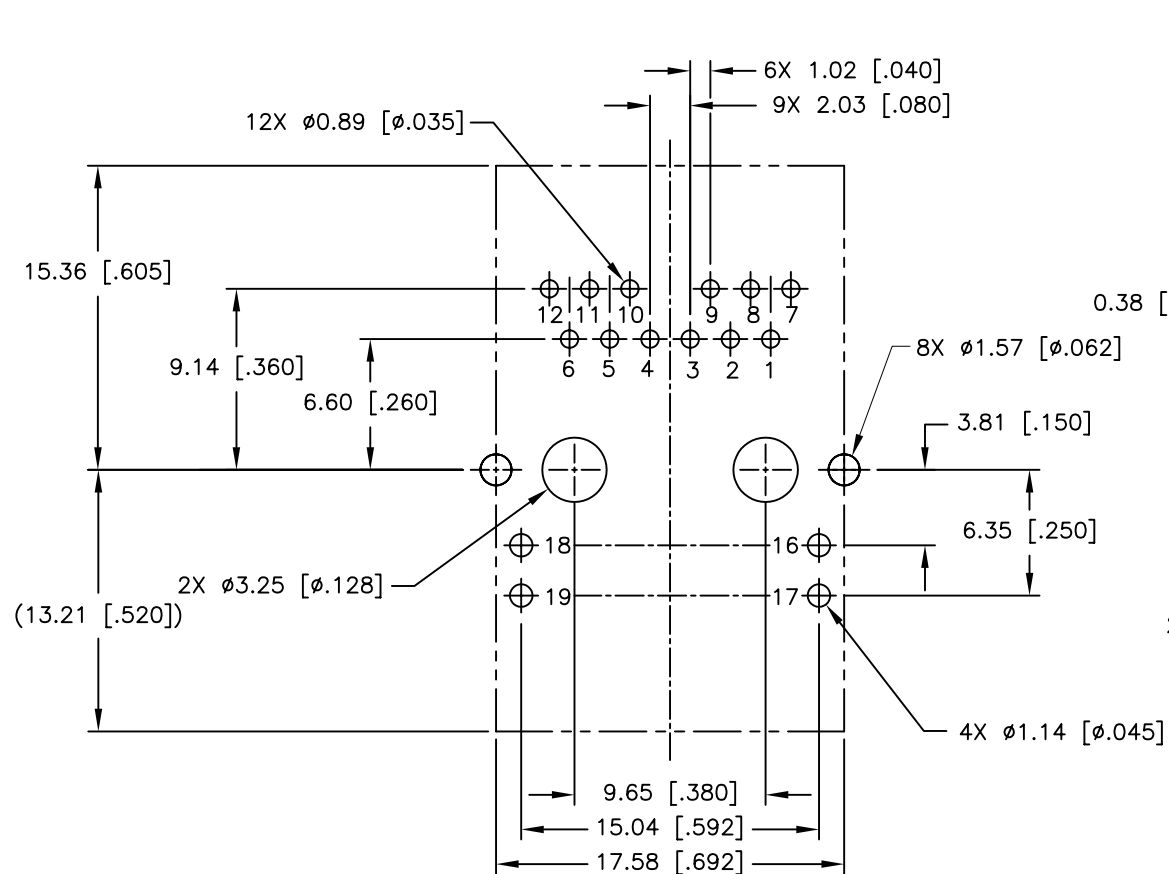 6X 1.02 [.040]
9X 2.03 [.080]
12X ø0.89 [ø.035]
15.36 [.605]
0.38 [
12 11 10 9 8 7
8X ø1.57 [ø.062]
9.14 [.360]
6 5 4 3 2 1
6.60 [.260]
3.81 [.150]
6.35 [.250]
18 16
2X ø3.25 [ø.128]
19 17
(13.21 [.520])
4X ø1.14 [ø.045]
9.65 [.380]
15.04 [.592]
17.58 [.692]